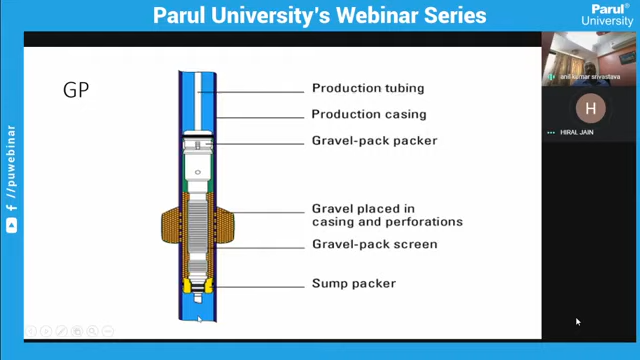 Parul University's Webinar Series
Parul®
University
GP
Production tubing
Production casing
Gravel-pack packer
Gravel placed in
casing and perforations
Gravel-pack screen
Sump packer
anil kumar srivastava
H
HIRAL JAIN
/puwebinar